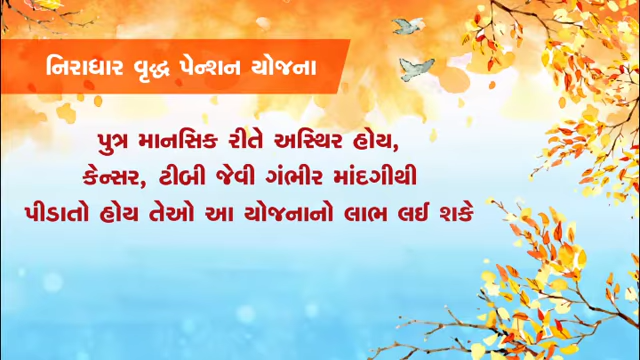 નિરાધાર વૃદ્ધ પેન્શન યોજના
પુત્ર માનસિક રીતે અસ્થિર હોય,
કેન્સર, ટીબી જેવી ગંભીર માંદગીથી
પીડાતો હોય તેઓ આ યોજનાનો લાભ લઈ શકે